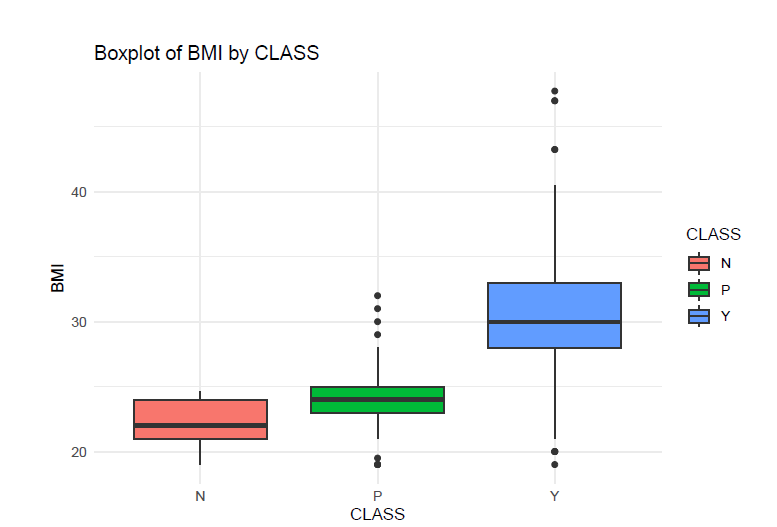 Boxplot of BMI by CLASS
BMI
40
30
20
N
P
Y
CLASS
CLASS
N
P
Y